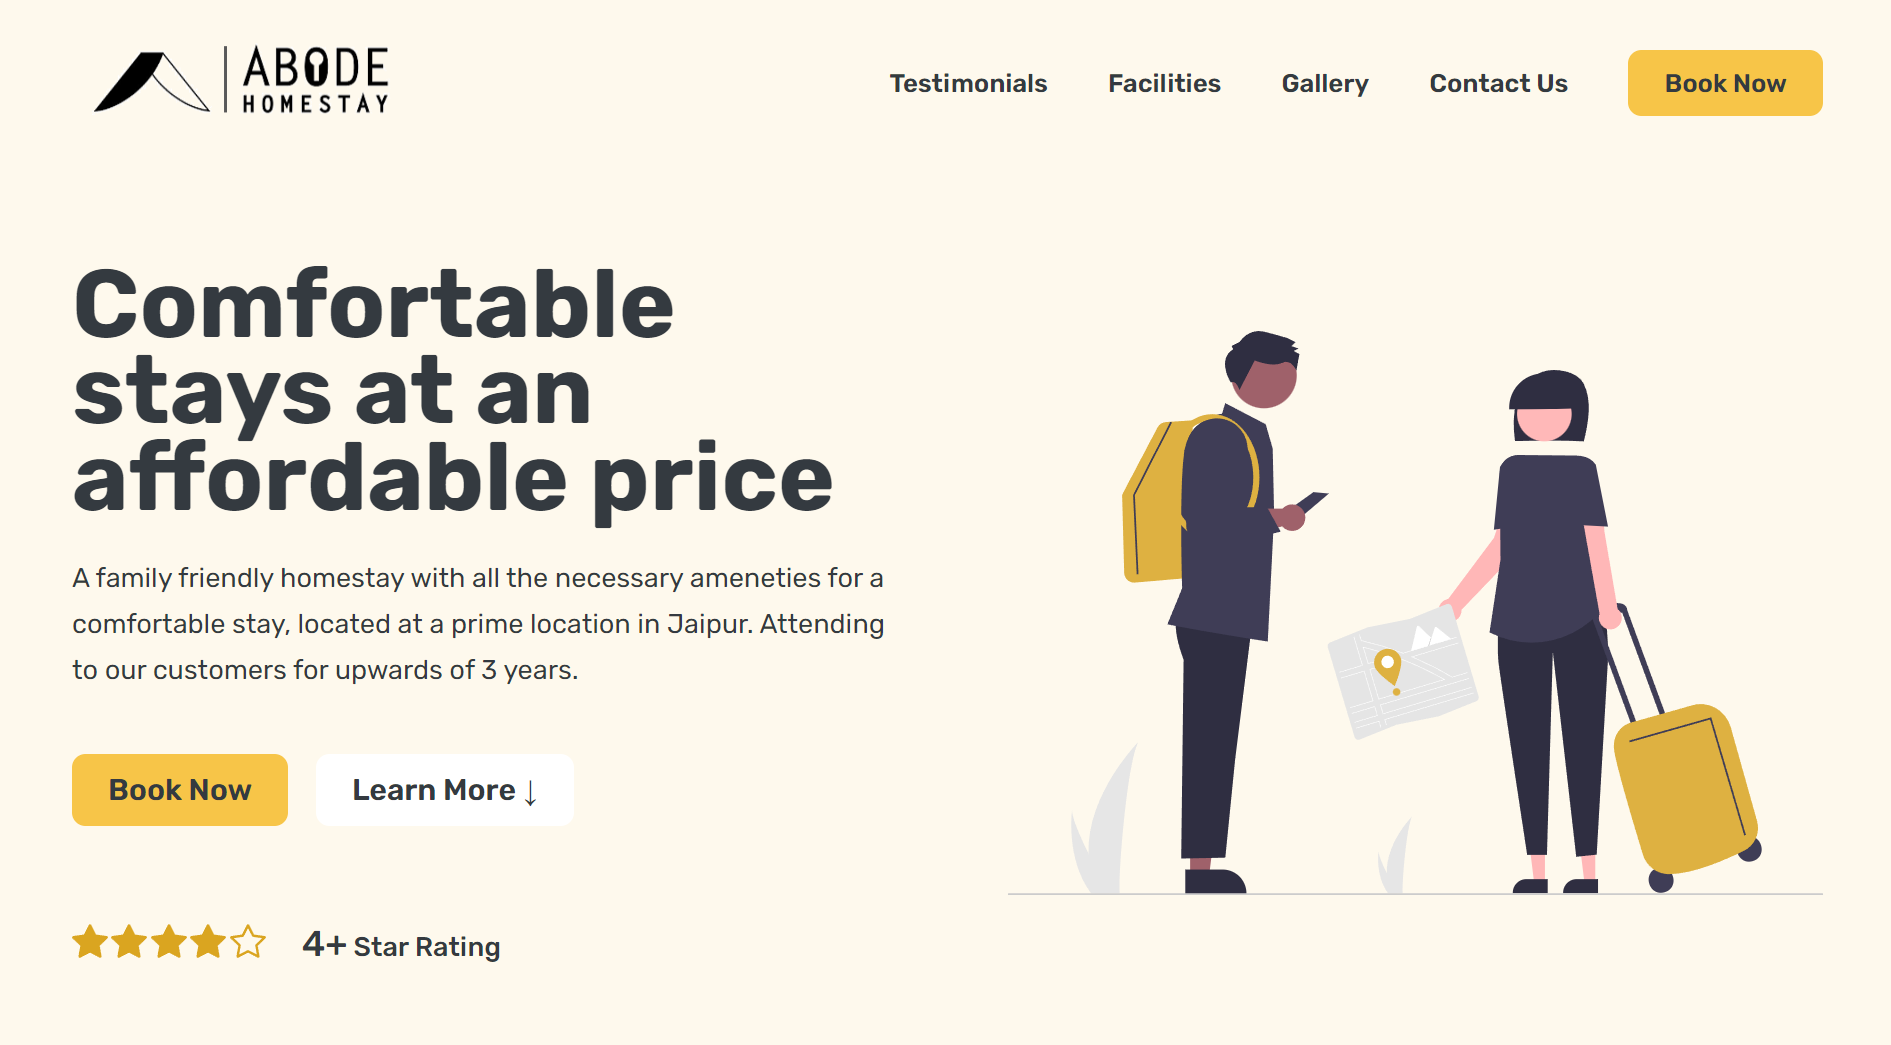 ABODE
HOMESTAY
Testimonials
Facilities
Gallery
Contact Us
Book Now
Comfortable
stays at an
affordable price
A family friendly homestay with all the necessary ameneties for a
comfortable stay, located at a prime location in Jaipur. Attending
to our customers for upwards of 3 years.
Book Now
Learn More ↓
4+ Star Rating